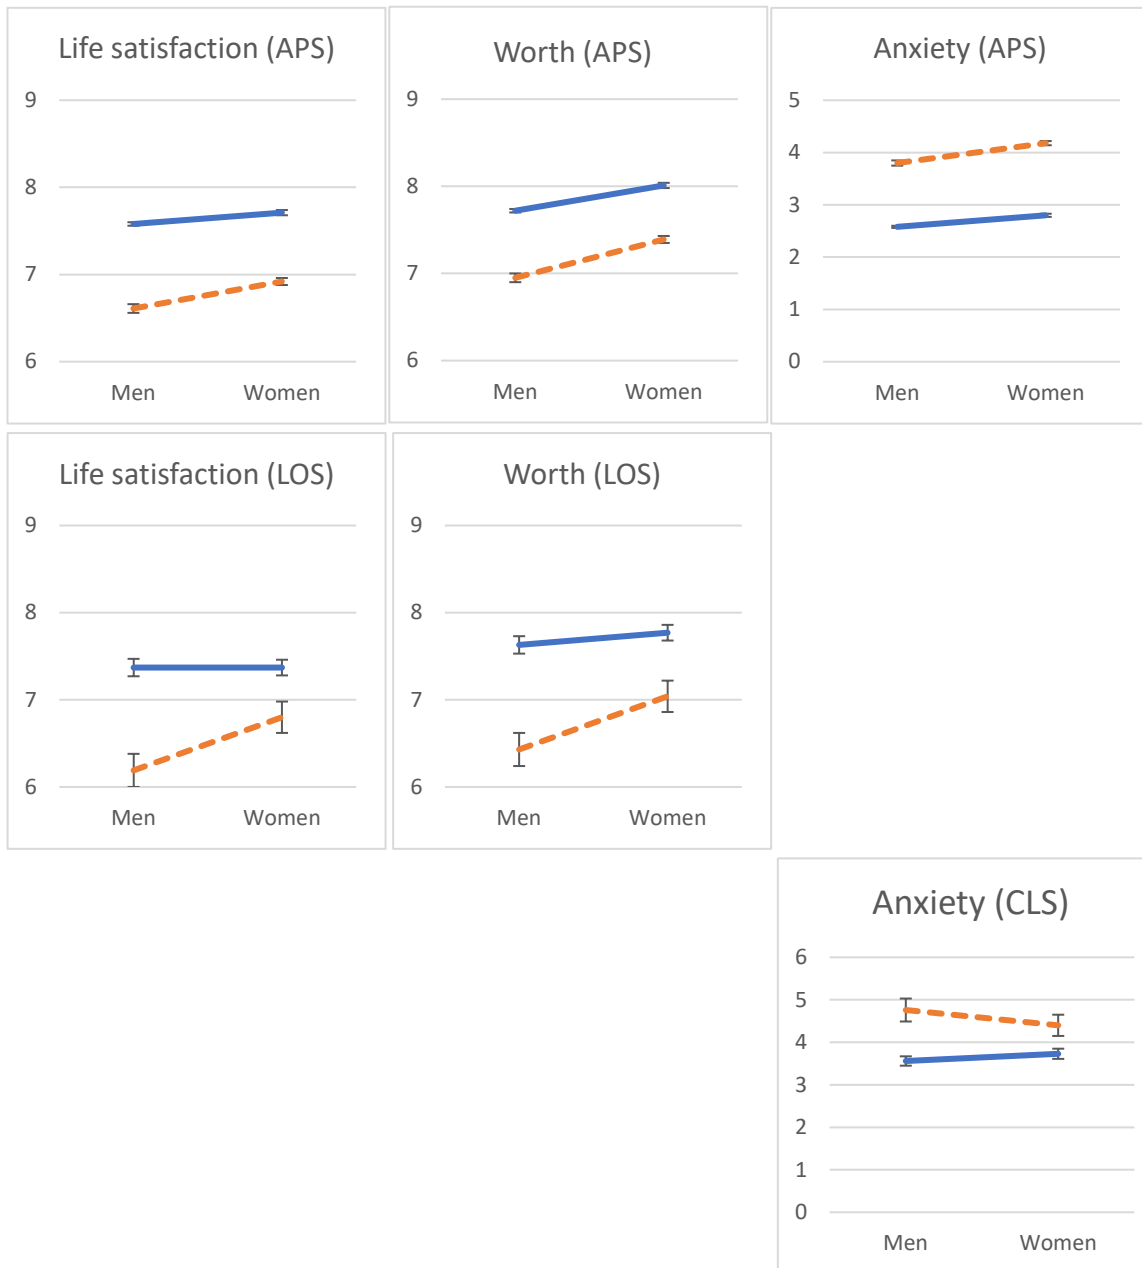 Life satisfaction (APS)
9
8
7
6
Men Women
Worth (APS)
9
8
7
6
Men Women
Anxiety (APS)
5
4
3
2
1
0
Men Women
Life satisfaction (LOS)
9
8
7
6
Men Women
Worth (LOS)
9
8
7
6
Men Women
Anxiety (CLS)
6
5
4
3
2
1
0
Men Women